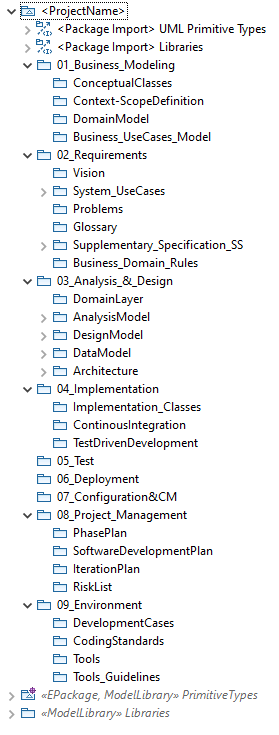 <ProjectName>
<Package Import> UML Primitive Types
<Package Import> Libraries
01_Business_Modeling
ConceptualClasses
Context-ScopeDefinition
DomainModel
Business_UseCases_Model
02_Requirements
Vision
System_UseCases
Problems
Glossary
Supplementary_Specification_SS
Business_Domain_Rules
03_Analysis_&_Design
DomainLayer
AnalysisModel
DesignModel
DataModel
Architecture
04_Implementation
Implementation_Classes
ContinousIntegration
TestDrivenDevelopment
05_Test
06_Deployment
07_Configuration&CM
08_Project_Management
PhasePlan
SoftwareDevelopmentPlan
IterationPlan
RiskList
09_Environment
DevelopmentCases
CodingStandards
Tools
Tools_Guidelines
«EPackage, ModelLibrary» PrimitiveTypes
«ModelLibrary» Libraries